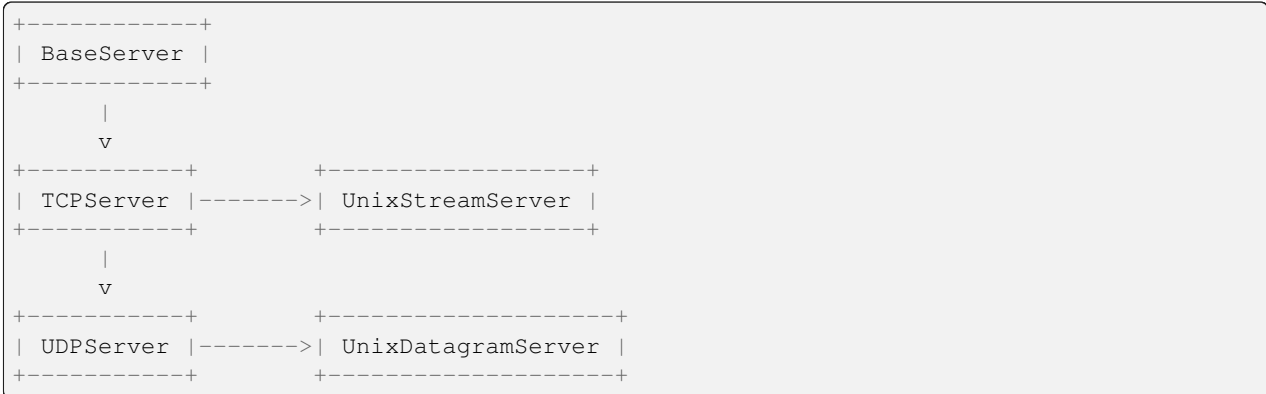 +------------+
| BaseServer |
+------------+
      |
      v
+-----------+        +------------------+
| TCPServer |------->| UnixStreamServer |
+-----------+        +------------------+
      |
      v
+-----------+        +--------------------+
| UDPServer |------->| UnixDatagramServer |
+-----------+        +--------------------+